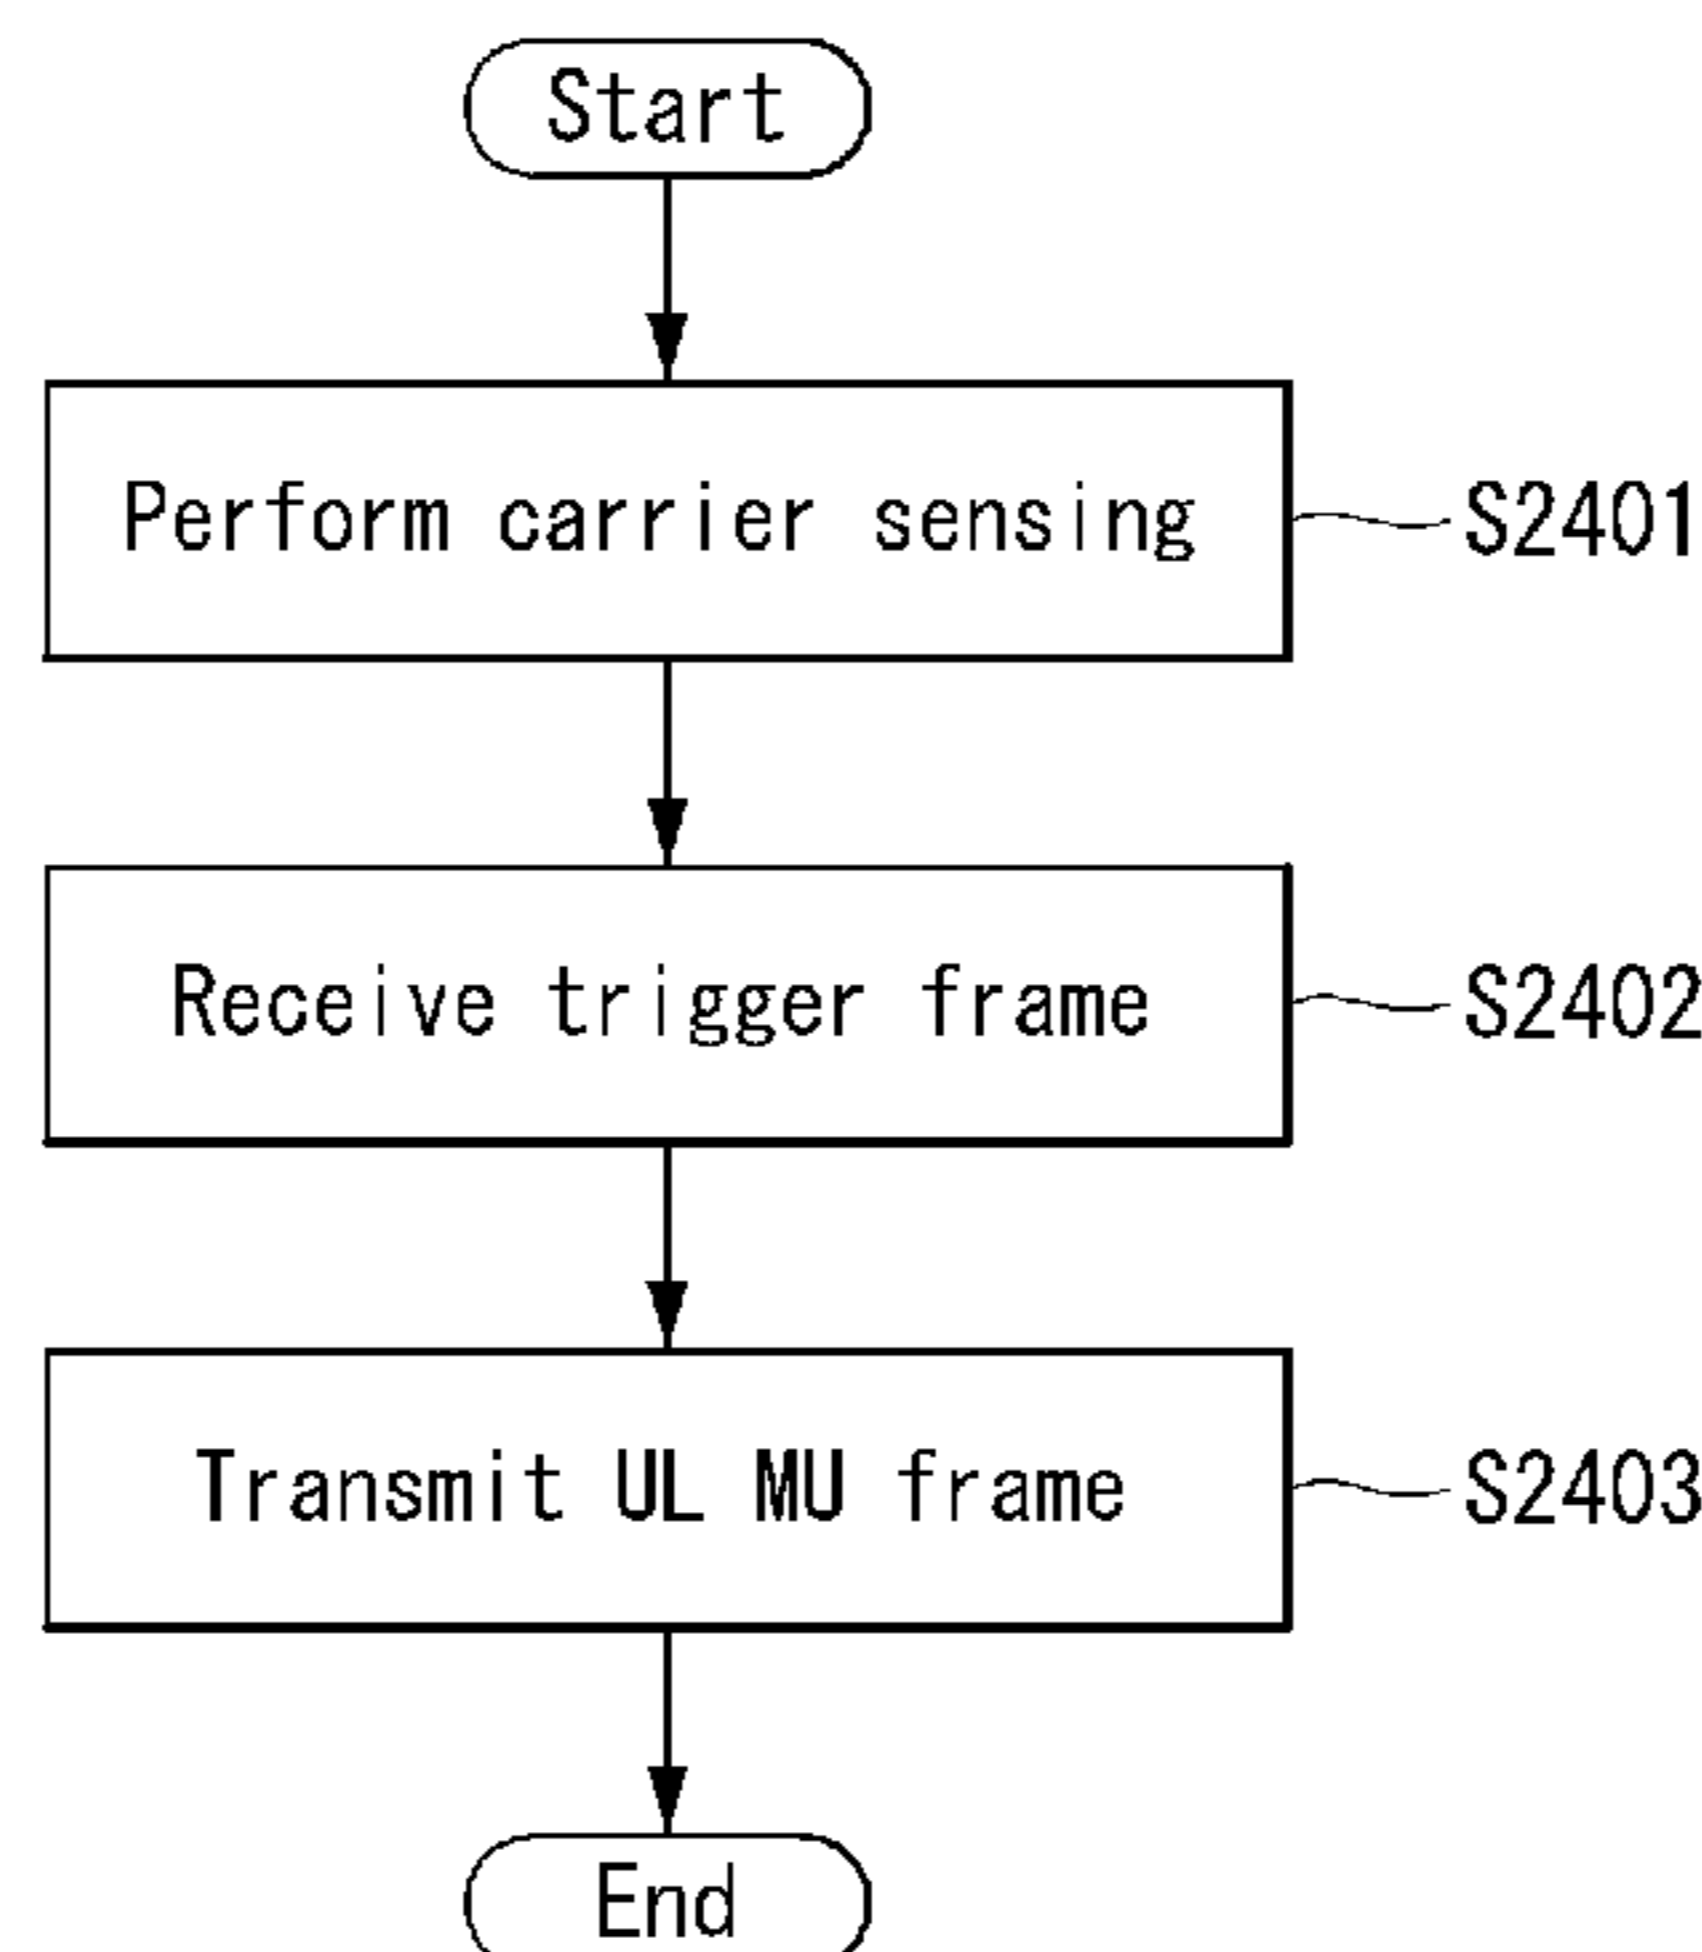 Start
Perform carrier sensing
S2401
Receive trigger frame
S2402
Transmit UL MU frame
S2403
End